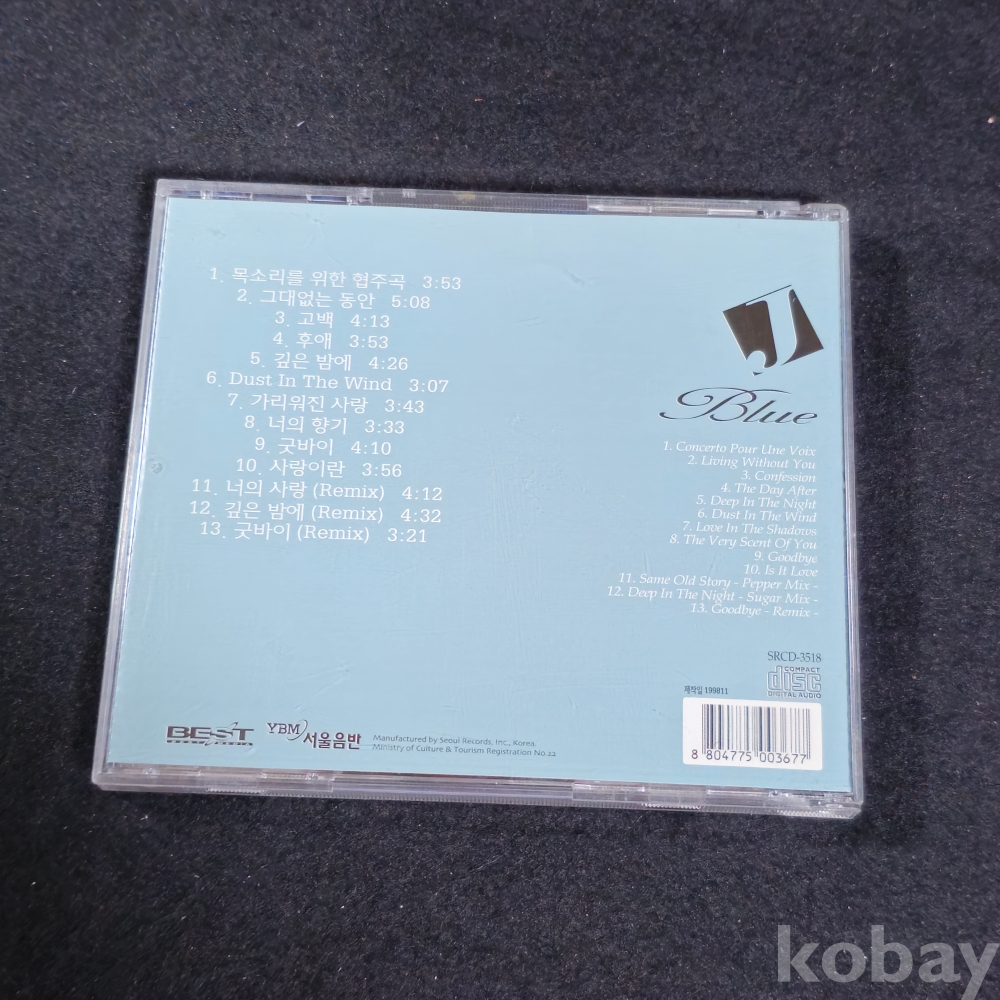 1. 목소리를 위한 협주곡 3:53
2. 그대없는 동안 5:08
3. 고백 4:13
4. 후애 3:53
5. 깊은 밤에 4:26
6. Dust In The Wind 3:07
7. 가리워진 사랑 3:43
8. 너의 향기 3:33
9. 굿바이 4:10
10. 사랑이란 3:56
11. 너의 사랑 (Remix) 4:12
12. 깊은 밤에 (Remix) 4:32
13. 굿바이 (Remix) 3:21
J
Blue
1. Concerto Pour Une Voix
2. Living Without You
3. Confession
4. The Day After
5. Deep In The Night
6. Dust In The Wind
7. Love In The Shadows
8. The Very Scent Of You
9. Goodbye
10. Is It Love
11. Same Old Story - Pepper Mix -
12. Deep In The Night - Sugar Mix -
13. Goodbye - Remix -
SRCD-3518
COMPACT
disc
DIGITAL AUDIO
제작일 199811
8 804775 003677
BEST
YBM 서울음반
Manufactured by Seoul Records, Inc., Korea.
Ministry of Culture & Tourism Registration No.22
kobay